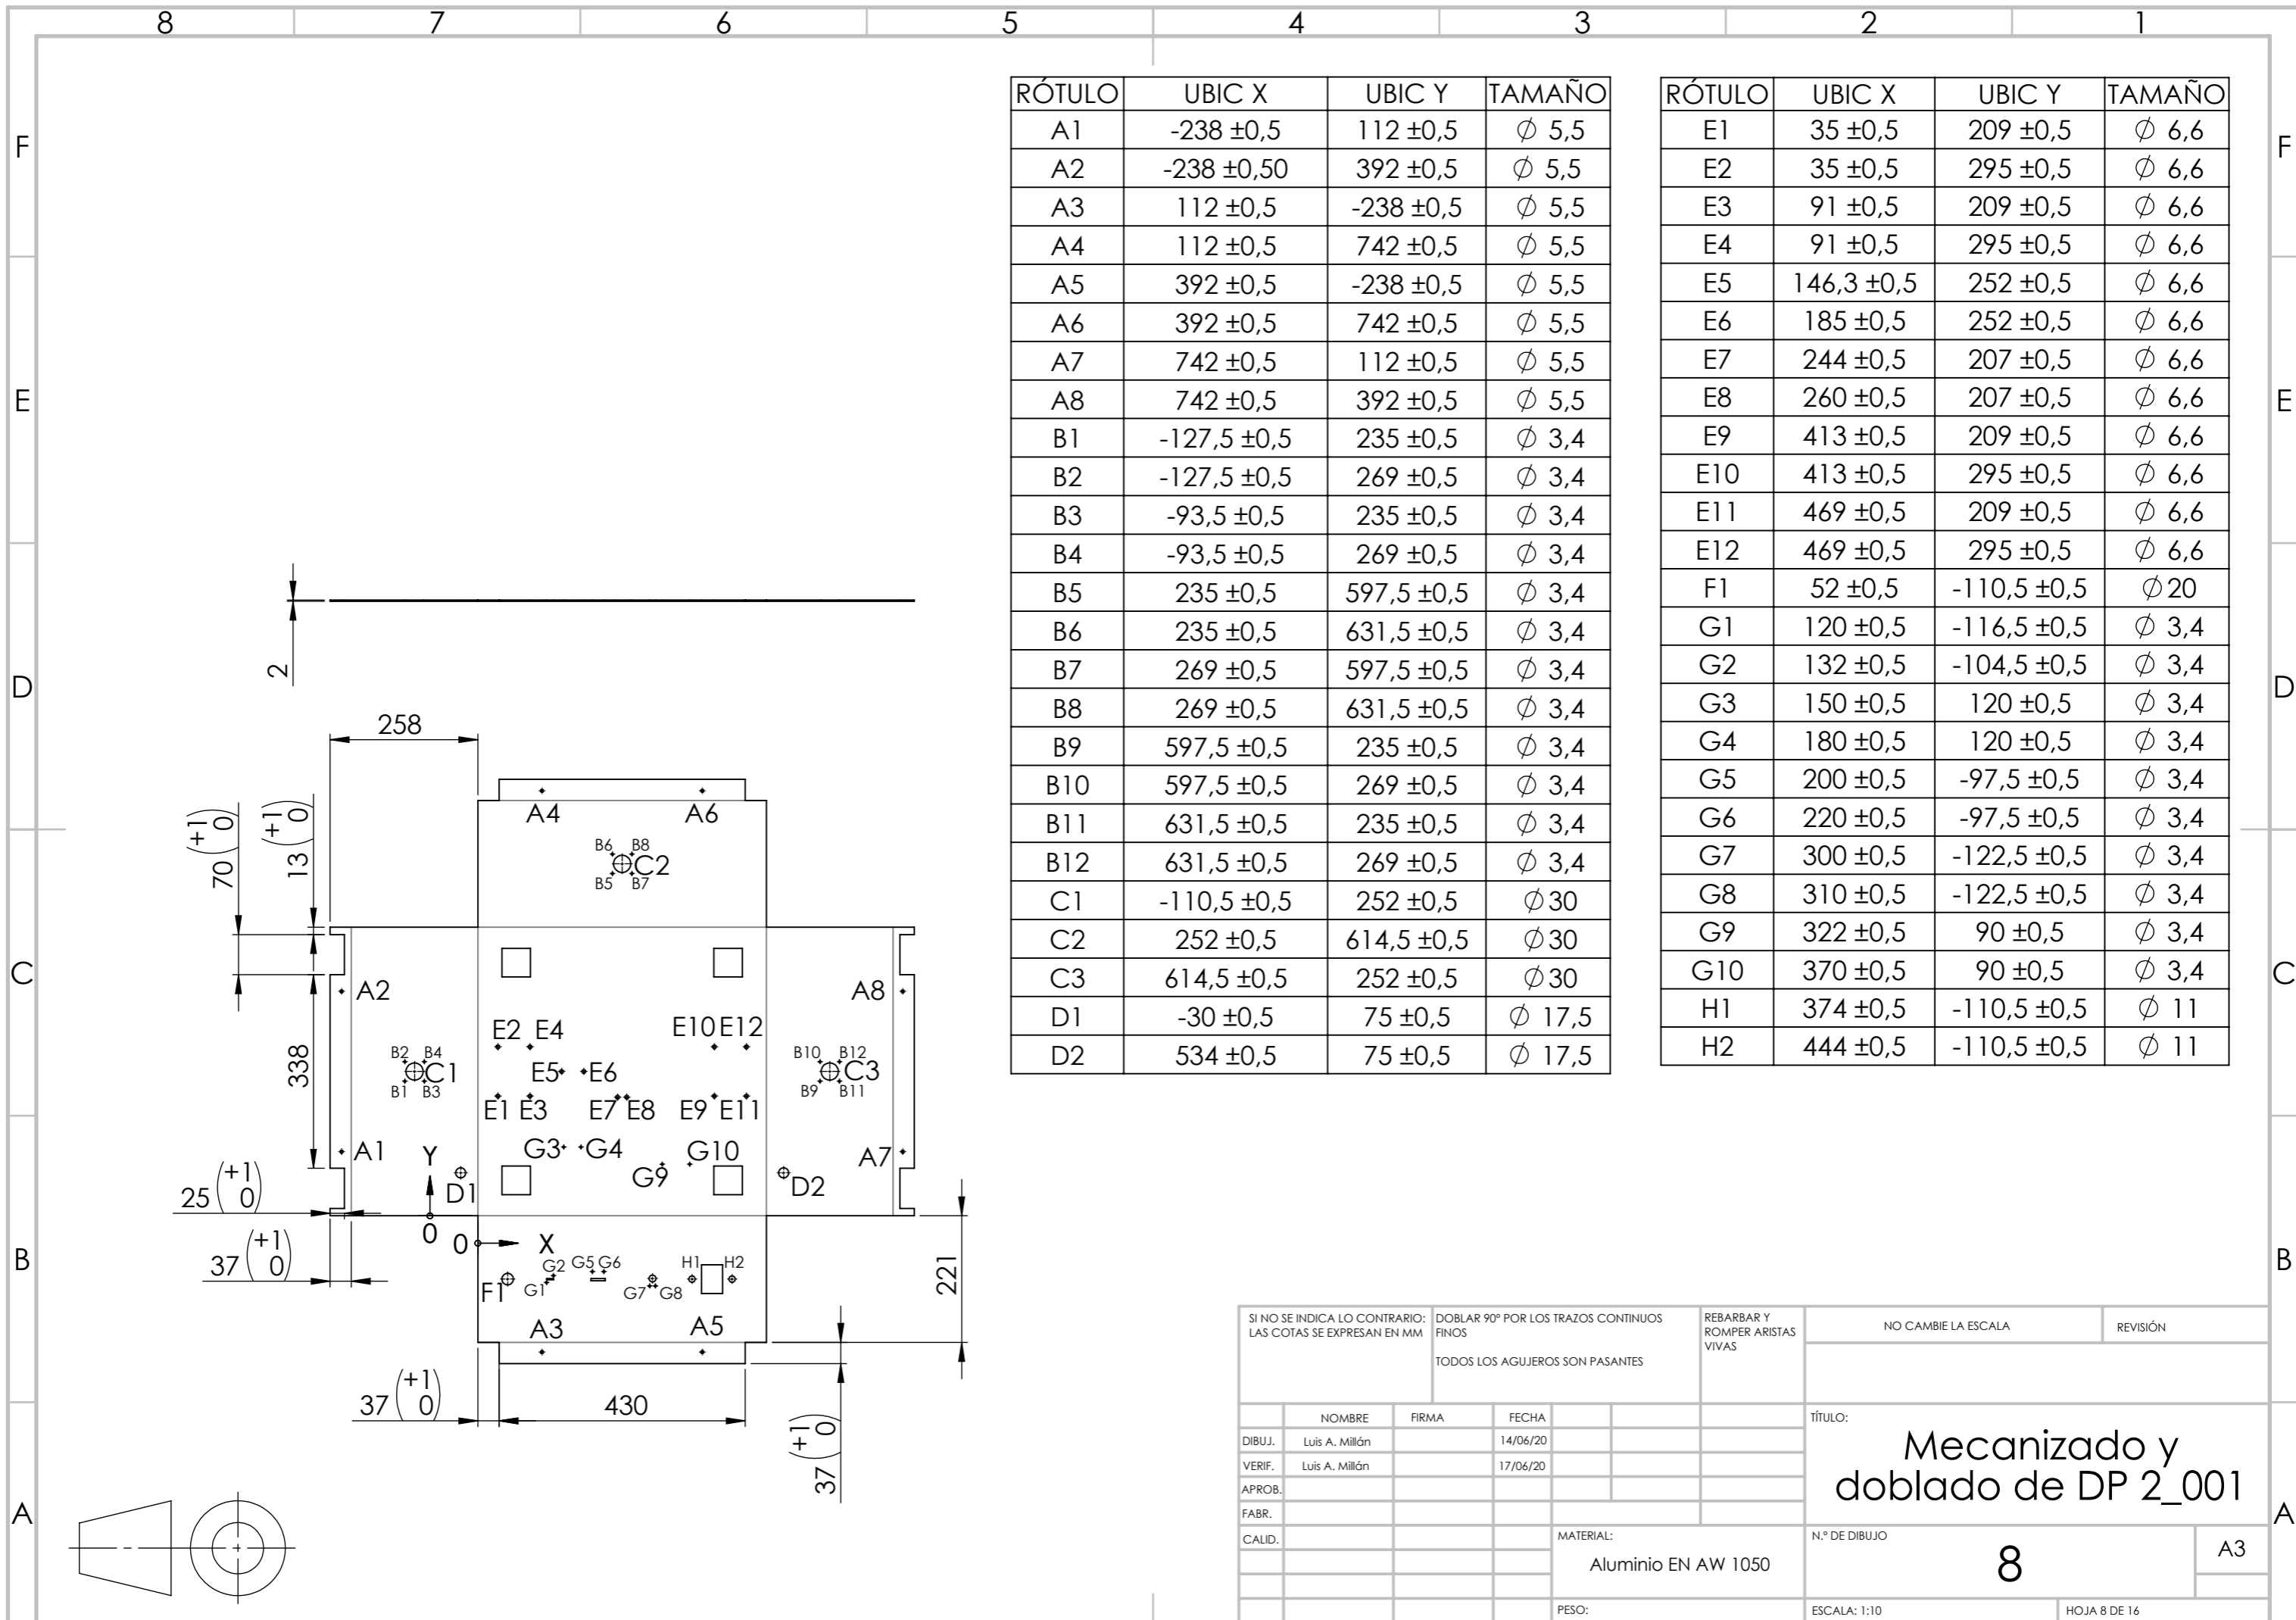 8 7 6 5 4 3 2 1
F
E
D
C
B
A
F
E
D
C
B
A
RÓTULO UBIC X UBIC Y TAMAÑO
A1 -238 ±0,5 112 ±0,5 ∅ 5,5
A2 -238 ±0,50 392 ±0,5 ∅ 5,5
A3 112 ±0,5 -238 ±0,5 ∅ 5,5
A4 112 ±0,5 742 ±0,5 ∅ 5,5
A5 392 ±0,5 -238 ±0,5 ∅ 5,5
A6 392 ±0,5 742 ±0,5 ∅ 5,5
A7 742 ±0,5 112 ±0,5 ∅ 5,5
A8 742 ±0,5 392 ±0,5 ∅ 5,5
B1 -127,5 ±0,5 235 ±0,5 ∅ 3,4
B2 -127,5 ±0,5 269 ±0,5 ∅ 3,4
B3 -93,5 ±0,5 235 ±0,5 ∅ 3,4
B4 -93,5 ±0,5 269 ±0,5 ∅ 3,4
B5 235 ±0,5 597,5 ±0,5 ∅ 3,4
B6 235 ±0,5 631,5 ±0,5 ∅ 3,4
B7 269 ±0,5 597,5 ±0,5 ∅ 3,4
B8 269 ±0,5 631,5 ±0,5 ∅ 3,4
B9 597,5 ±0,5 235 ±0,5 ∅ 3,4
B10 597,5 ±0,5 269 ±0,5 ∅ 3,4
B11 631,5 ±0,5 235 ±0,5 ∅ 3,4
B12 631,5 ±0,5 269 ±0,5 ∅ 3,4
C1 -110,5 ±0,5 252 ±0,5 ∅30
C2 252 ±0,5 614,5 ±0,5 ∅30
C3 614,5 ±0,5 252 ±0,5 ∅30
D1 -30 ±0,5 75 ±0,5 ∅ 17,5
D2 534 ±0,5 75 ±0,5 ∅ 17,5
RÓTULO UBIC X UBIC Y TAMAÑO
E1 35 ±0,5 209 ±0,5 ∅ 6,6
E2 35 ±0,5 295 ±0,5 ∅ 6,6
E3 91 ±0,5 209 ±0,5 ∅ 6,6
E4 91 ±0,5 295 ±0,5 ∅ 6,6
E5 146,3 ±0,5 252 ±0,5 ∅ 6,6
E6 185 ±0,5 252 ±0,5 ∅ 6,6
E7 244 ±0,5 207 ±0,5 ∅ 6,6
E8 260 ±0,5 207 ±0,5 ∅ 6,6
E9 413 ±0,5 209 ±0,5 ∅ 6,6
E10 413 ±0,5 295 ±0,5 ∅ 6,6
E11 469 ±0,5 209 ±0,5 ∅ 6,6
E12 469 ±0,5 295 ±0,5 ∅ 6,6
F1 52 ±0,5 -110,5 ±0,5 ∅20
G1 120 ±0,5 -116,5 ±0,5 ∅ 3,4
G2 132 ±0,5 -104,5 ±0,5 ∅ 3,4
G3 150 ±0,5 120 ±0,5 ∅ 3,4
G4 180 ±0,5 120 ±0,5 ∅ 3,4
G5 200 ±0,5 -97,5 ±0,5 ∅ 3,4
G6 220 ±0,5 -97,5 ±0,5 ∅ 3,4
G7 300 ±0,5 -122,5 ±0,5 ∅ 3,4
G8 310 ±0,5 -122,5 ±0,5 ∅ 3,4
G9 322 ±0,5 90 ±0,5 ∅ 3,4
G10 370 ±0,5 90 ±0,5 ∅ 3,4
H1 374 ±0,5 -110,5 ±0,5 ∅ 11
H2 444 ±0,5 -110,5 ±0,5 ∅ 11
2
258
70 (+1 0)
13 (+1 0)
338
A4 A6
B6 B8
C2
B5 B7
A2 A8
E2 E4 E10 E12
B2 B4 B10 B12
C1 E5 E6 C3
B1 B3 B9 B11
E1 E3 E7 E8 E9 E11
A1 Y G3 G4 G10 A7
D1 G9 D2
25 (+1 0)
0
0 X
37 (+1 0)
G2 G5 G6 H1 H2
F1 G1 G7 G8
221
A3 A5
37 (+1 0)
430
37 (+1 0)
SI NO SE INDICA LO CONTRARIO:
LAS COTAS SE EXPRESAN EN MM
DOBLAR 90º POR LOS TRAZOS CONTINUOS
FINOS
TODOS LOS AGUJEROS SON PASANTES
REBARBAR Y
ROMPER ARISTAS
VIVAS
NO CAMBIE LA ESCALA
REVISIÓN
NOMBRE FIRMA FECHA
DIBUJ. Luis A. Millán 14/06/20
VERIF. Luis A. Millán 17/06/20
APROB.
FABR.
CALID.
TÍTULO:
Mecanizado y
doblado de DP 2_001
MATERIAL:
Aluminio EN AW 1050
N.º DE DIBUJO
8
A3
PESO:
ESCALA: 1:10
HOJA 8 DE 16